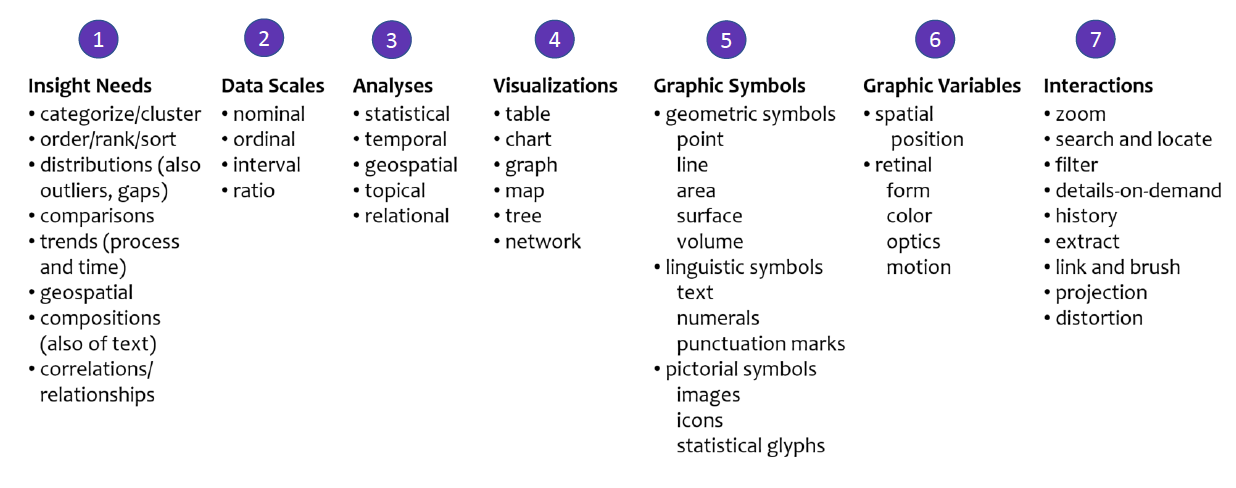 1
Insight Needs
• categorize/cluster
• order/rank/sort
• distributions (also
outliers, gaps)
• comparisons
• trends (process
and time)
• geospatial
• compositions
(also of text)
• correlations/
relationships
2
Data Scales
• nominal
• ordinal
• interval
• ratio
3
Analyses
• statistical
• temporal
• geospatial
• topical
• relational
4
Visualizations
• table
• chart
• graph
• map
• tree
• network
5
Graphic Symbols
• geometric symbols
point
line
area
surface
volume
• linguistic symbols
text
numerals
punctuation marks
• pictorial symbols
images
icons
statistical glyphs
6
Graphic Variables
• spatial
position
• retinal
form
color
optics
motion
7
Interactions
• zoom
• search and locate
• filter
• details-on-demand
• history
• extract
• link and brush
• projection
• distortion